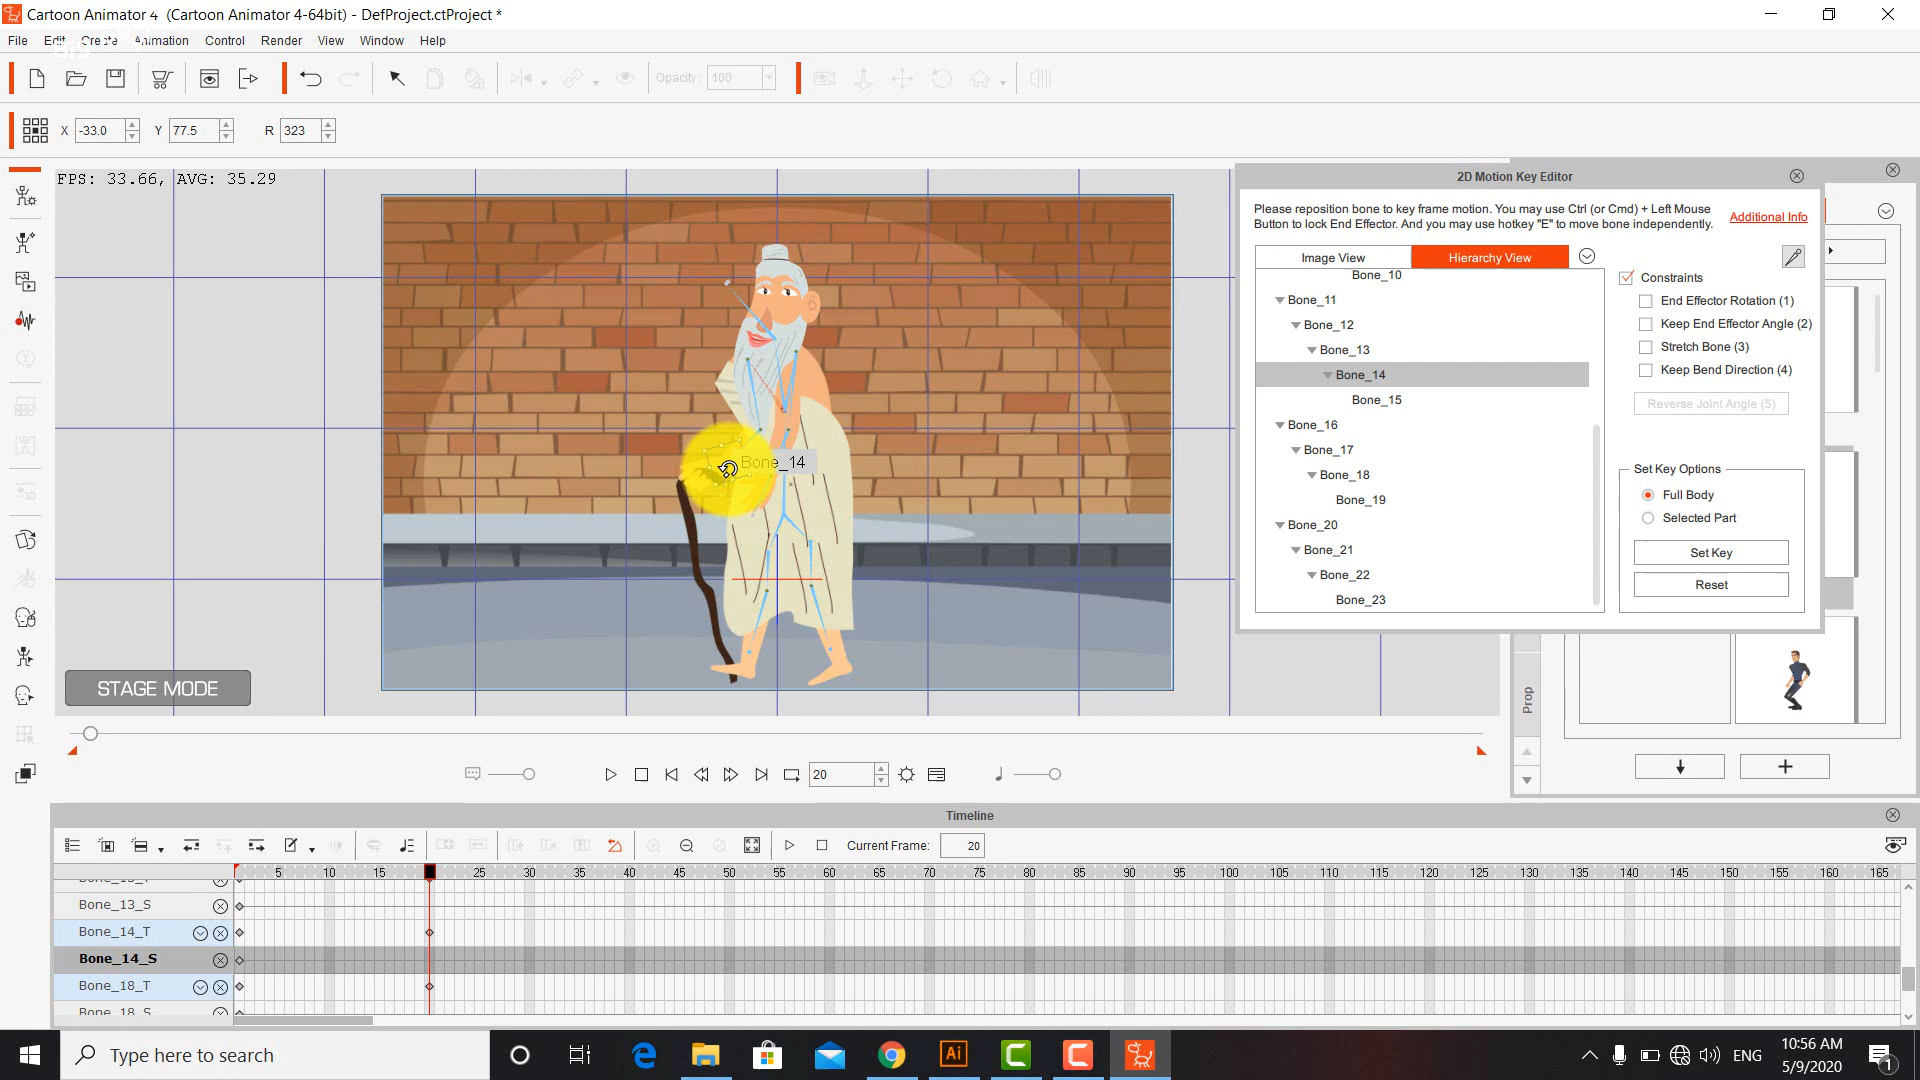 Cartoon Animator 4 (Cartoon Animator 4-64bit) - DefProject.ctProject *
File Edit Create Animation Control Render View Window Help
Opacity : 100
X -33.0 Y 77.5 R 323
FPS: 33.66, AVG: 35.29
2D Motion Key Editor
Please reposition bone to key frame motion. You may use Ctrl (or Cmd) + Left Mouse
Button to lock End Effector. And you may use hotkey "E" to move bone independently.
Additional Info
Image View
Hierarchy View
Bone_10
Bone_11
Bone_12
Bone_13
Bone_14
Bone_15
Bone_16
Bone_17
Bone_18
Bone_19
Bone_20
Bone_21
Bone_22
Bone_23
Constraints
End Effector Rotation (1)
Keep End Effector Angle (2)
Stretch Bone (3)
Keep Bend Direction (4)
Reverse Joint Angle (5)
Set Key Options
Full Body
Selected Part
Set Key
Reset
Bone_14
STAGE MODE
Prop
20
Timeline
Current Frame: 20
5 10 15 25 30 35 40 45 50 55 60 65 70 75 80 85 90 95 100 105 110 115 120 125 130 135 140 145 150 155 160 165
Bone_13_S
Bone_14_T
Bone_14_S
Bone_18_T
Bone_18_S
Type here to search
Ai
ENG
10:56 AM
5/9/2020
1